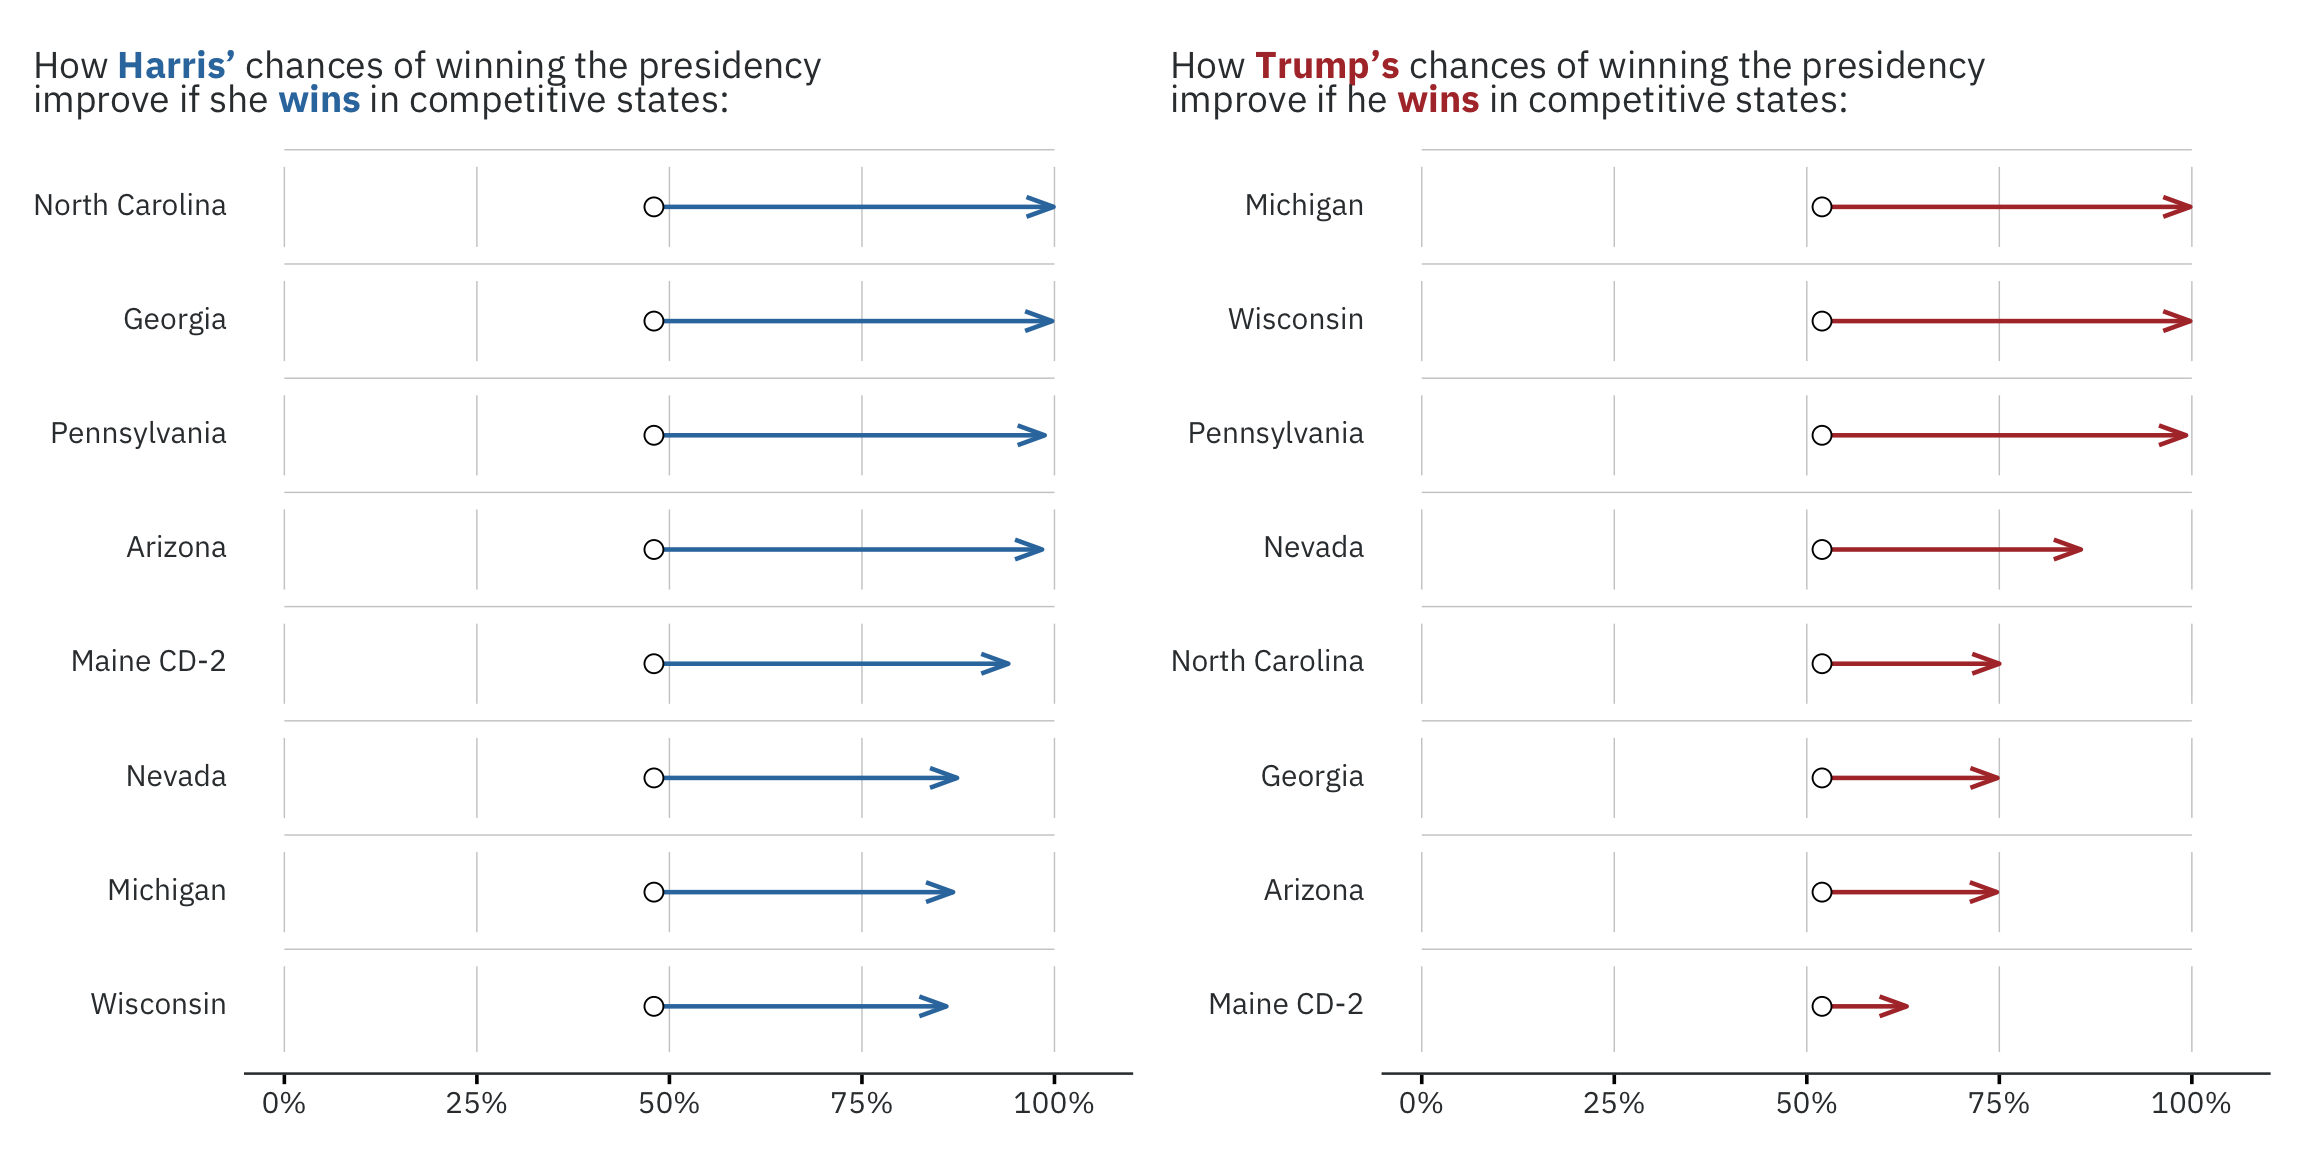 How Harris’ chances of winning the presidency
improve if she wins in competitive states:
North Carolina
Georgia
Pennsylvania
Arizona
Maine CD-2
Nevada
Michigan
Wisconsin
0% 25% 50% 75% 100%
How Trump’s chances of winning the presidency
improve if he wins in competitive states:
Michigan
Wisconsin
Pennsylvania
Nevada
North Carolina
Georgia
Arizona
Maine CD-2
0% 25% 50% 75% 100%